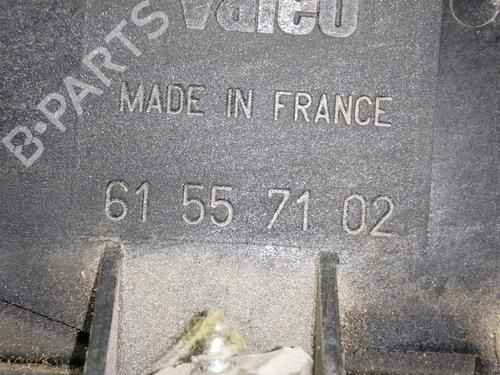 Valeo
MADE IN FRANCE
61 55 71 02
B-PARTS